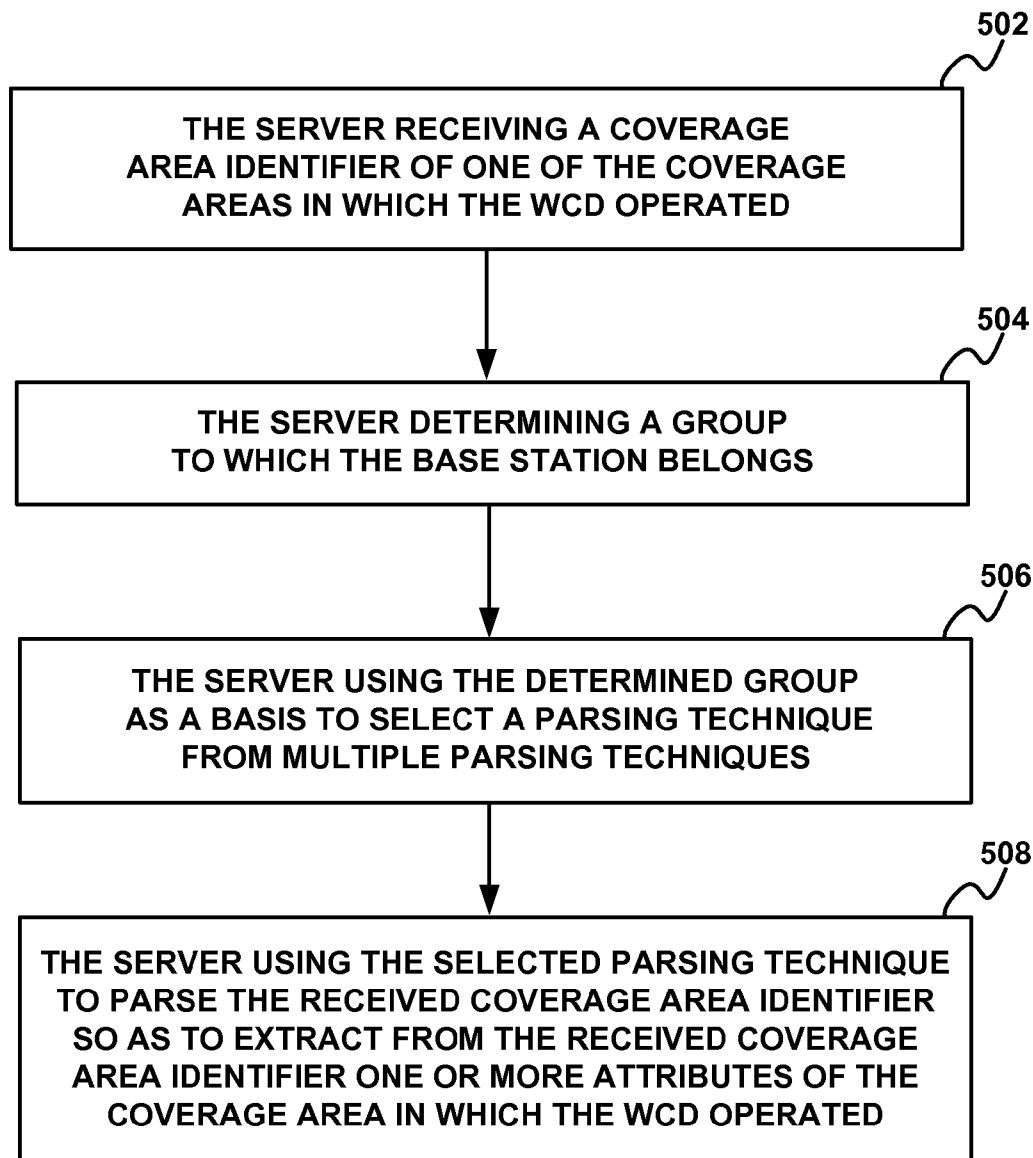 502
THE SERVER RECEIVING A COVERAGE
AREA IDENTIFIER OF ONE OF THE COVERAGE
AREAS IN WHICH THE WCD OPERATED
504
THE SERVER DETERMINING A GROUP
TO WHICH THE BASE STATION BELONGS
506
THE SERVER USING THE DETERMINED GROUP
AS A BASIS TO SELECT A PARSING TECHNIQUE
FROM MULTIPLE PARSING TECHNIQUES
508
THE SERVER USING THE SELECTED PARSING TECHNIQUE
TO PARSE THE RECEIVED COVERAGE AREA IDENTIFIER
SO AS TO EXTRACT FROM THE RECEIVED COVERAGE
AREA IDENTIFIER ONE OR MORE ATTRIBUTES OF THE
COVERAGE AREA IN WHICH THE WCD OPERATED